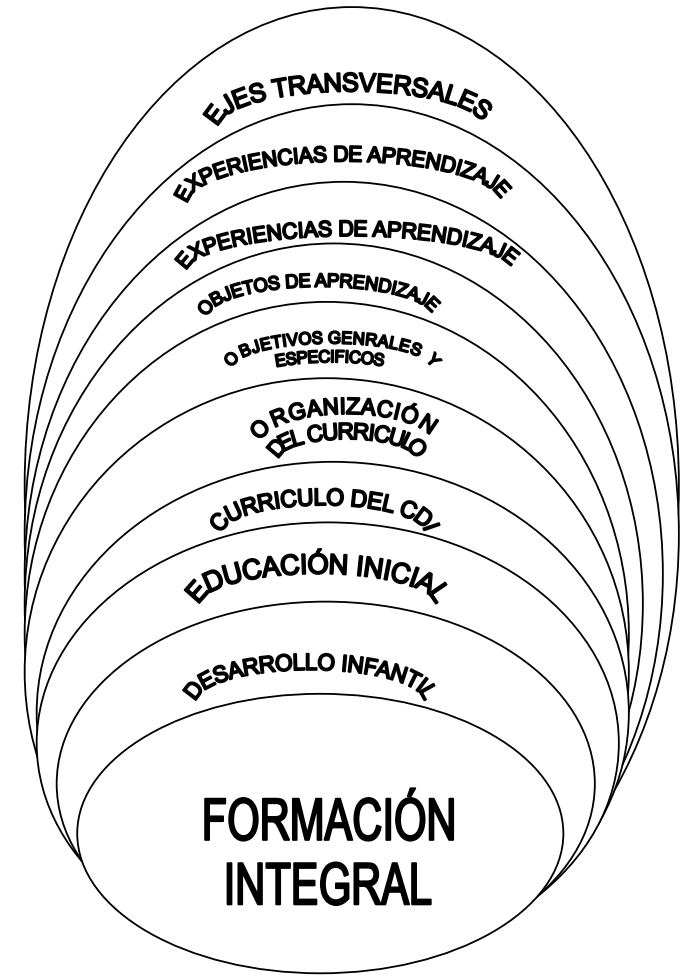 EJES TRANSVERSALES
EXPERIENCIAS DE APRENDIZAJE
EXPERIENCIAS DE APRENDIZAJE
OBJETOS DE APRENDIZAJE
OBJETIVOS GENRALES Y
ESPECIFICOS
ORGANIZACIÓN
DEL CURRICULO
CURRICULO DEL CDI
EDUCACIÓN INICIAL
DESARROLLO INFANTIL
FORMACIÓN
INTEGRAL